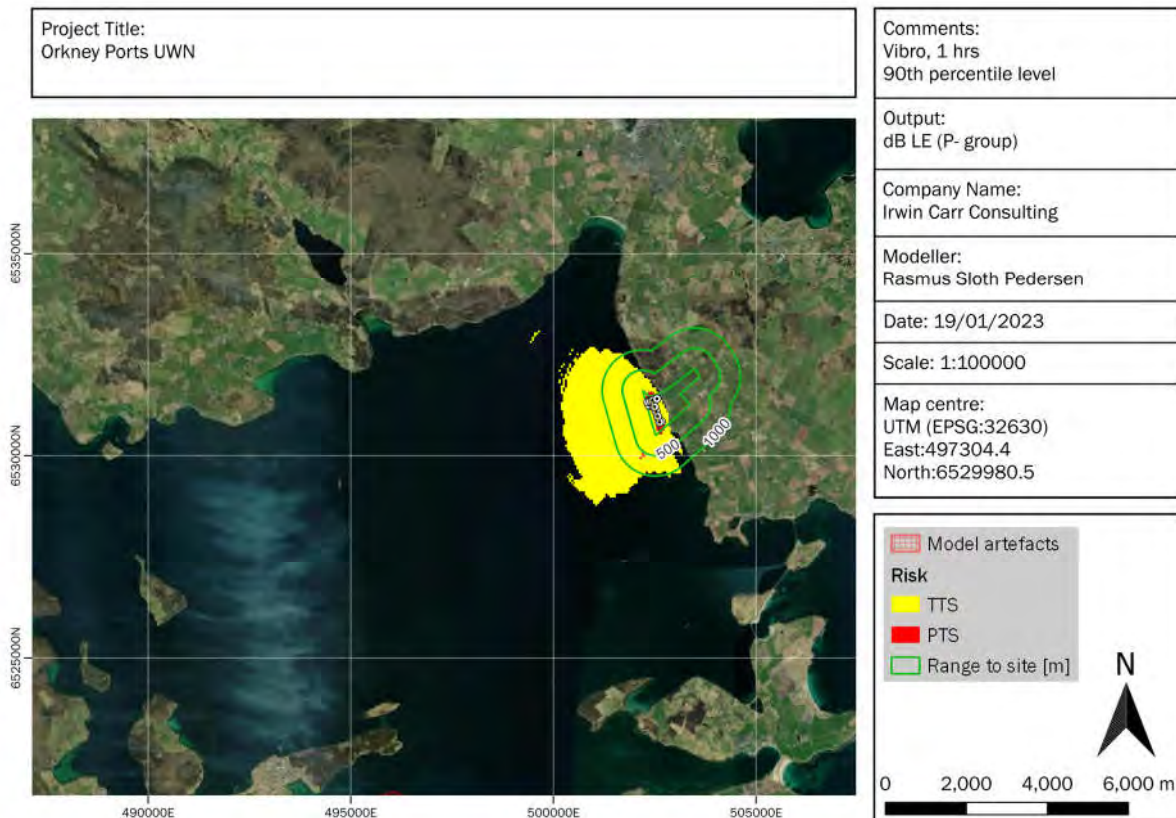 Project Title:
Orkney Ports UWN
Comments:
Vibro, 1 hrs
90th percentile level
Output:
dB LE (P- group)
Company Name:
Irwin Carr Consulting
Modeller:
Rasmus Sloth Pedersen
Date: 19/01/2023
Scale: 1:100000
Map centre:
UTM (EPSG:32630)
East:497304.4
North:6529980.5
Model artefacts
Risk
TTS
PTS
Range to site [m]
N
0 2,000 4,000 6,000 m
6535000N
6530000N
6525000N
500
1000
490000E 495000E 500000E 505000E